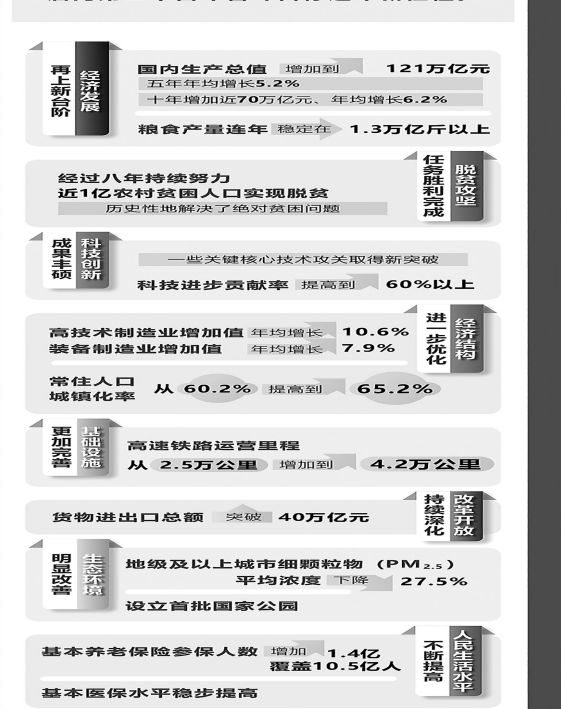 经济发展
再上新台阶
国内生产总值 增加到 121万亿元
五年年均增长5.2%
十年增加近70万亿元、年均增长6.2%
粮食产量连年 稳定在 1.3万亿斤以上
脱贫攻坚
任务胜利完成
经过八年持续努力
近1亿农村贫困人口实现脱贫
历史性地解决了绝对贫困问题
科技创新
成果丰硕
一些关键核心技术攻关取得新突破
科技进步贡献率 提高到 60%以上
经济结构
进一步优化
高技术制造业增加值 年均增长 10.6%
装备制造业增加值 年均增长 7.9%
常住人口
城镇化率 从 60.2% 提高到 65.2%
基础设施
更加完善
高速铁路运营里程
从 2.5万公里 增加到 4.2万公里
改革开放
持续深化
货物进出口总额 突破 40万亿元
生态环境
明显改善
地级及以上城市细颗粒物（PM2.5）
平均浓度 下降 27.5%
设立首批国家公园
人民生活水平
不断提高
基本养老保险参保人数 增加 1.4亿
覆盖10.5亿人
基本医保水平稳步提高